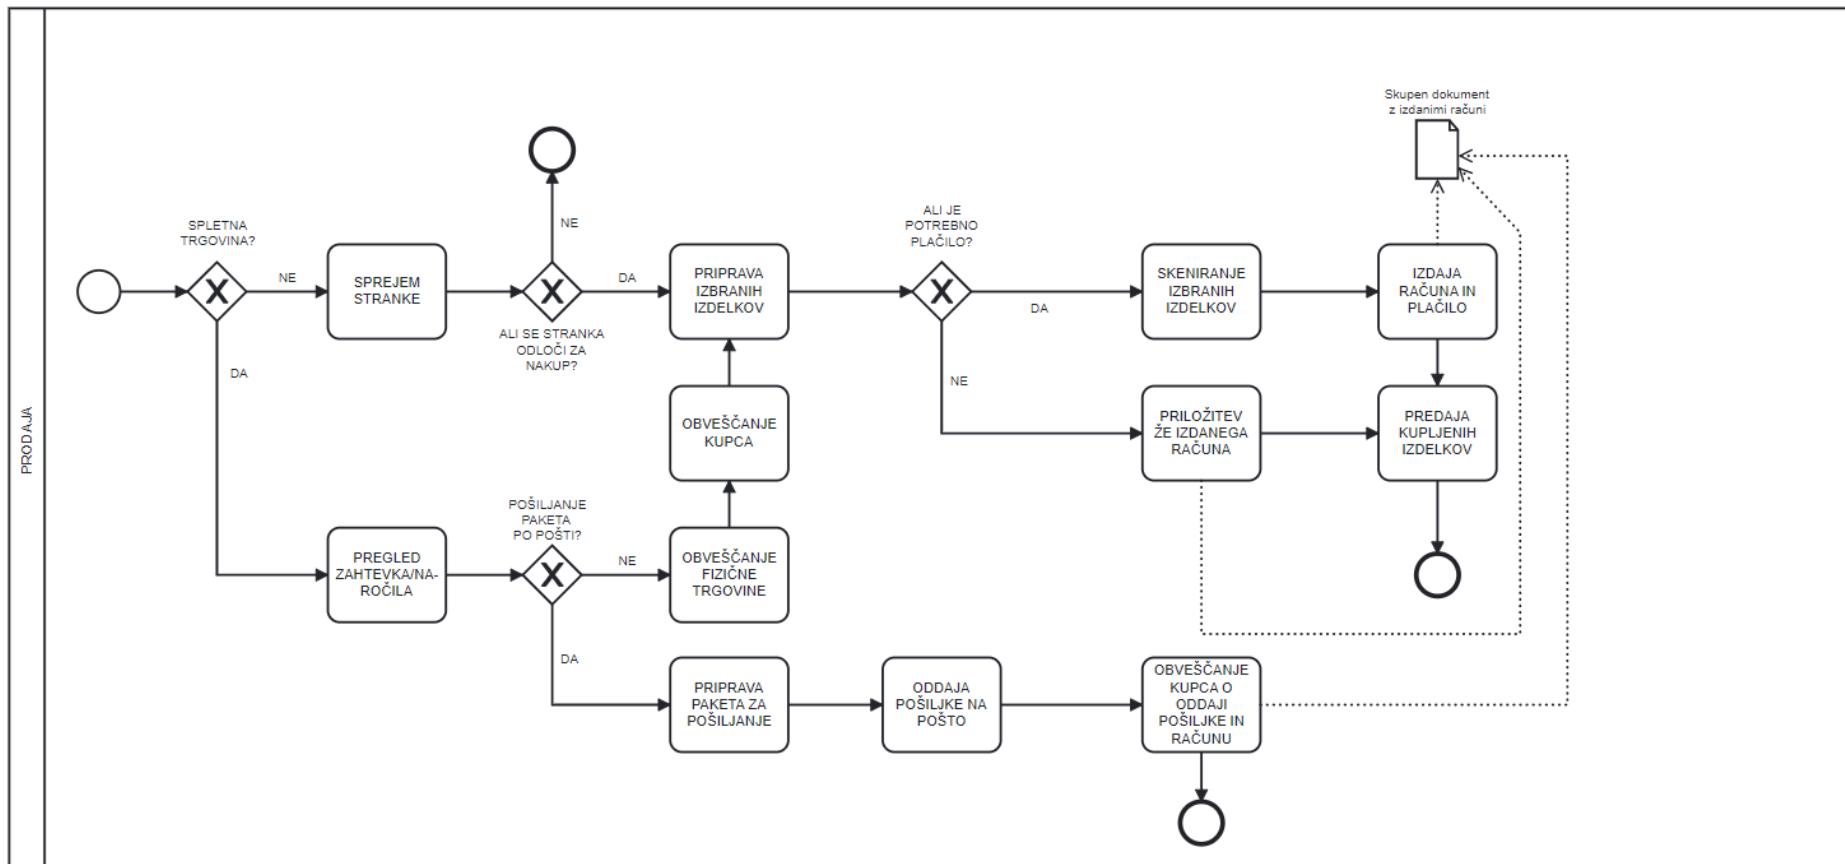 PRODAJA
SPLETNA
TRGOVINA?
NE
DA
SPREJEM
STRANKE
NE
DA
ALI SE STRANKA
ODLOČI ZA
NAKUP?
PRIPRAVA
IZBRANIH
IZDELKOV
ALI JE
POTREBNO
PLAČILO?
DA
NE
SKENIRANJE
IZBRANIH
IZDELKOV
IZDAJA
RAČUNA IN
PLAČILO
Skupen dokument
z izdanimi računi
OBVEŠČANJE
KUPCA
PRILOŽITEV
ŽE IZDANEGA
RAČUNA
PREDAJA
KUPLJENIH
IZDELKOV
PREGLED
ZAHTEVKA/NA-
ROČILA
POŠILJANJE
PAKETA
PO POŠTI?
NE
DA
OBVEŠČANJE
FIZIČNE
TRGOVINE
PRIPRAVA
PAKETA ZA
POŠILJANJE
ODDAJA
POŠILJKE NA
POŠTO
OBVEŠČANJE
KUPCA O
ODDAJI
POŠILJKE IN
RAČUNU